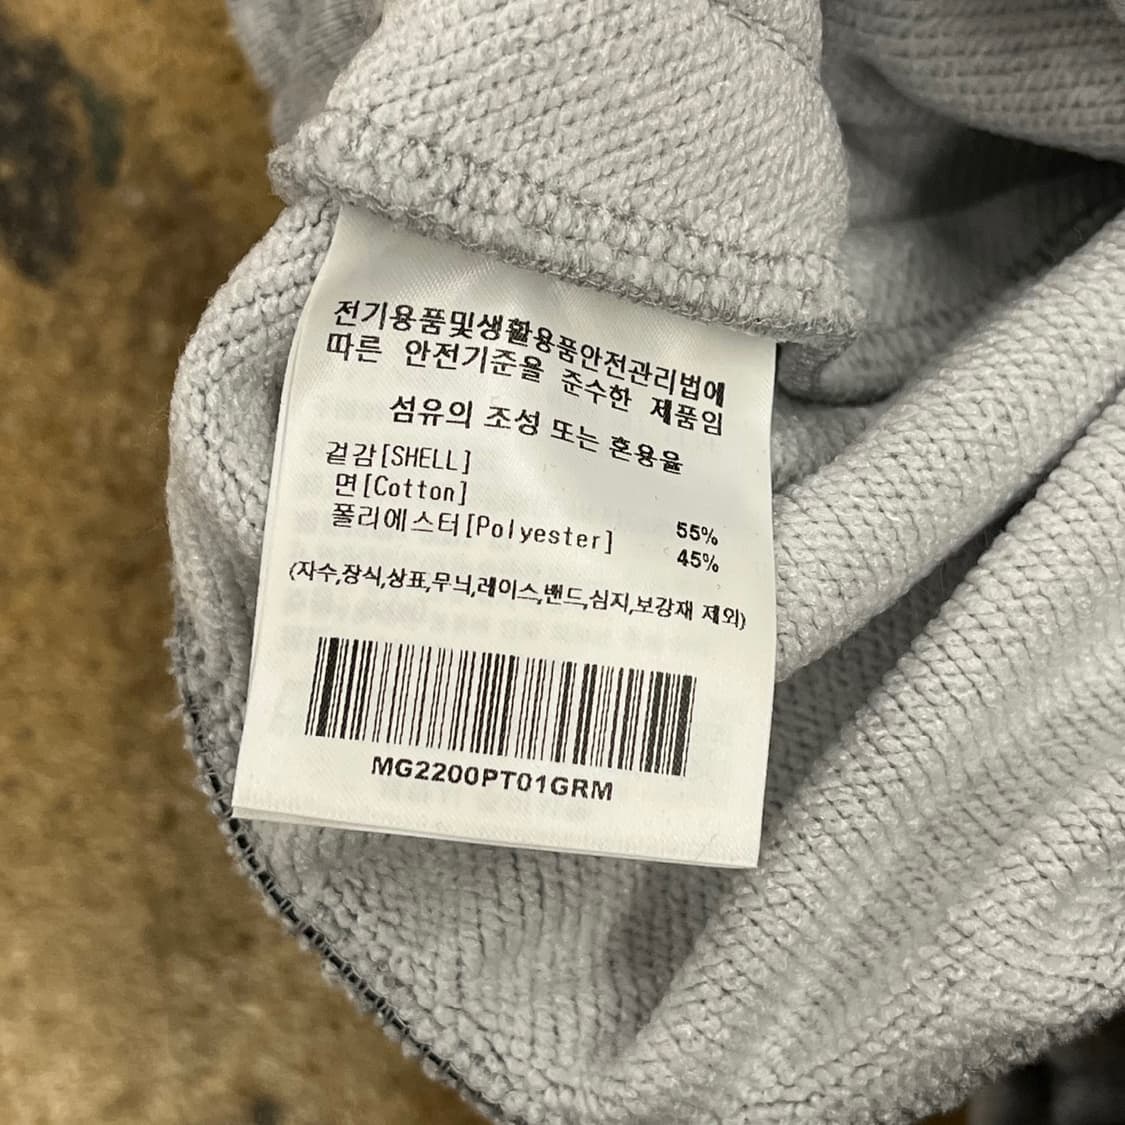 전기용품및생활용품안전관리법에
따른 안전기준을 준수한 제품임
섬유의 조성 또는 혼용율
겉감[SHELL]
면[Cotton] 55%
폴리에스터[Polyester] 45%
(자수,장식,상표,무늬,레이스,밴드,심지,보강재 제외)
MG2200PT01GRM